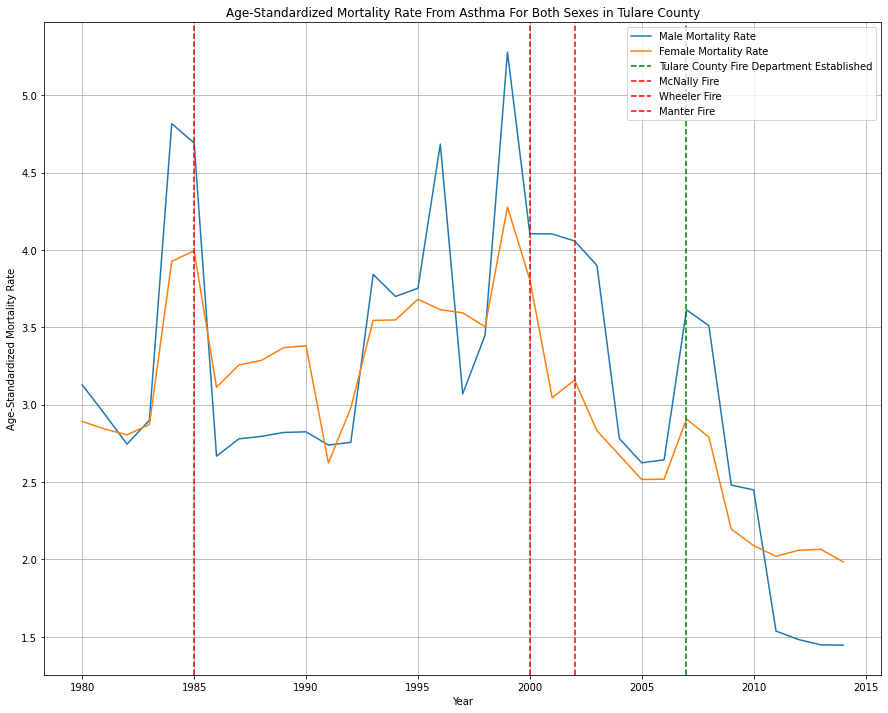 Age-Standardized Mortality Rate From Asthma For Both Sexes in Tulare County
Male Mortality Rate
Female Mortality Rate
Tulare County Fire Department Established
McNally Fire
Wheeler Fire
Manter Fire
5.0
4.5
4.0
3.5
3.0
2.5
2.0
1.5
Age-Standardized Mortality Rate
1980
1985
1990
1995
2000
2005
2010
2015
Year